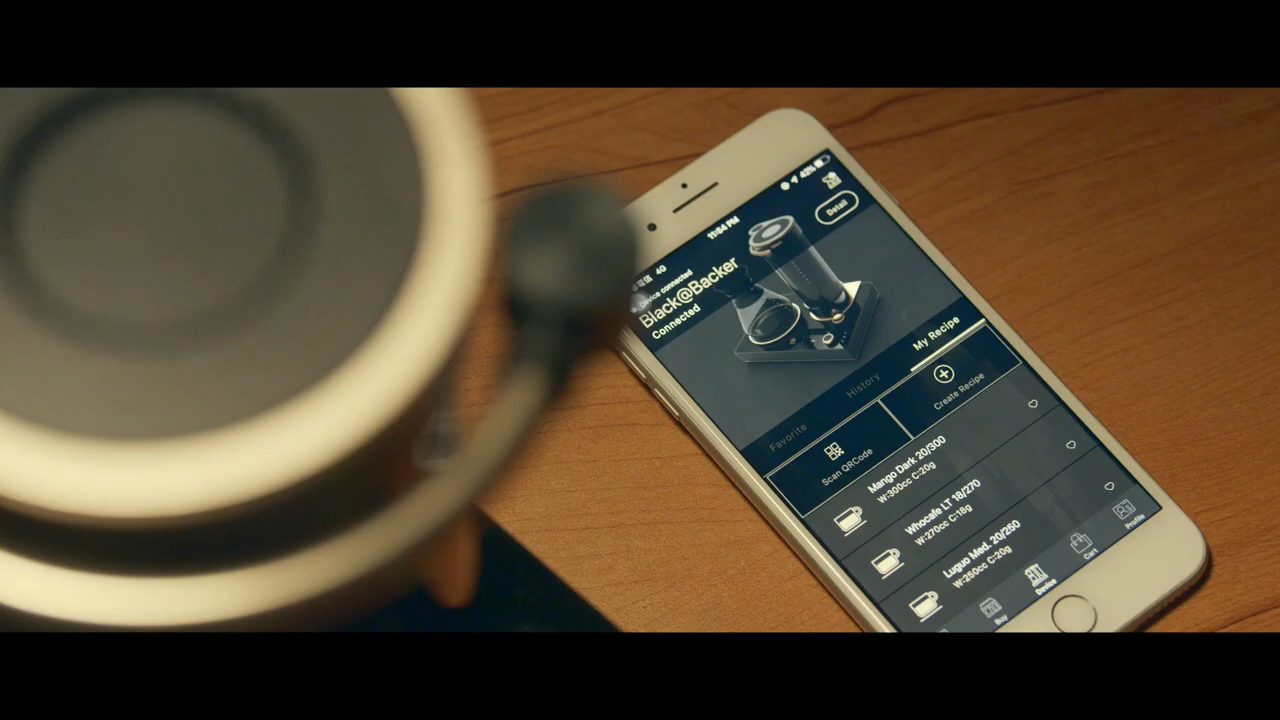 電信 4G
11:54 PM
42%
Detail
Device connected
Black@Backer
Connected
Favorite
History
My Recipe
Scan QRCode
Create Recipe
Mango Dark 20/300
W:300cc C:20g
Whocafe LT 18/270
W:270cc C:18g
Luguo Med. 20/250
W:250cc C:20g
Buy
Device
Cart
Profile